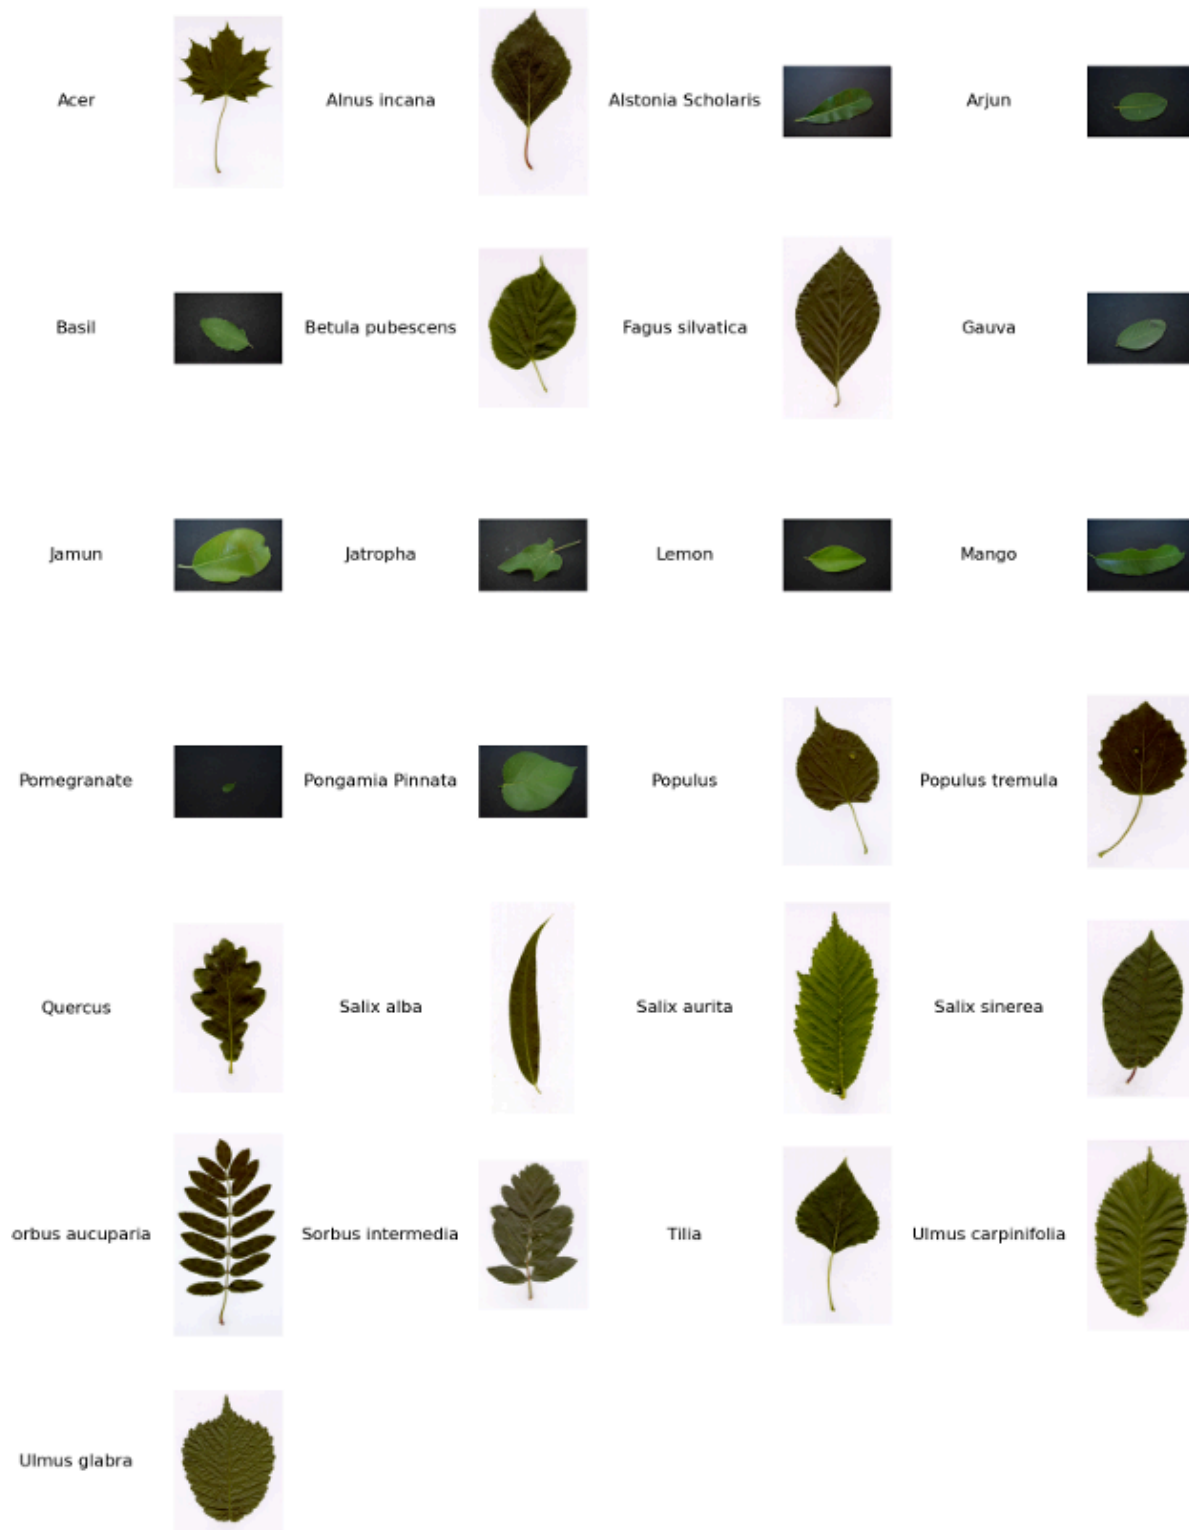 Acer
Alnus incana
Alstonia Scholaris
Arjun
Basil
Betula pubescens
Fagus silvatica
Gauva
Jamun
Jatropha
Lemon
Mango
Pomegranate
Pongamia Pinnata
Populus
Populus tremula
Quercus
Salix alba
Salix aurita
Salix sinerea
orbus aucuparia
Sorbus intermedia
Tilia
Ulmus carpinifolia
Ulmus glabra